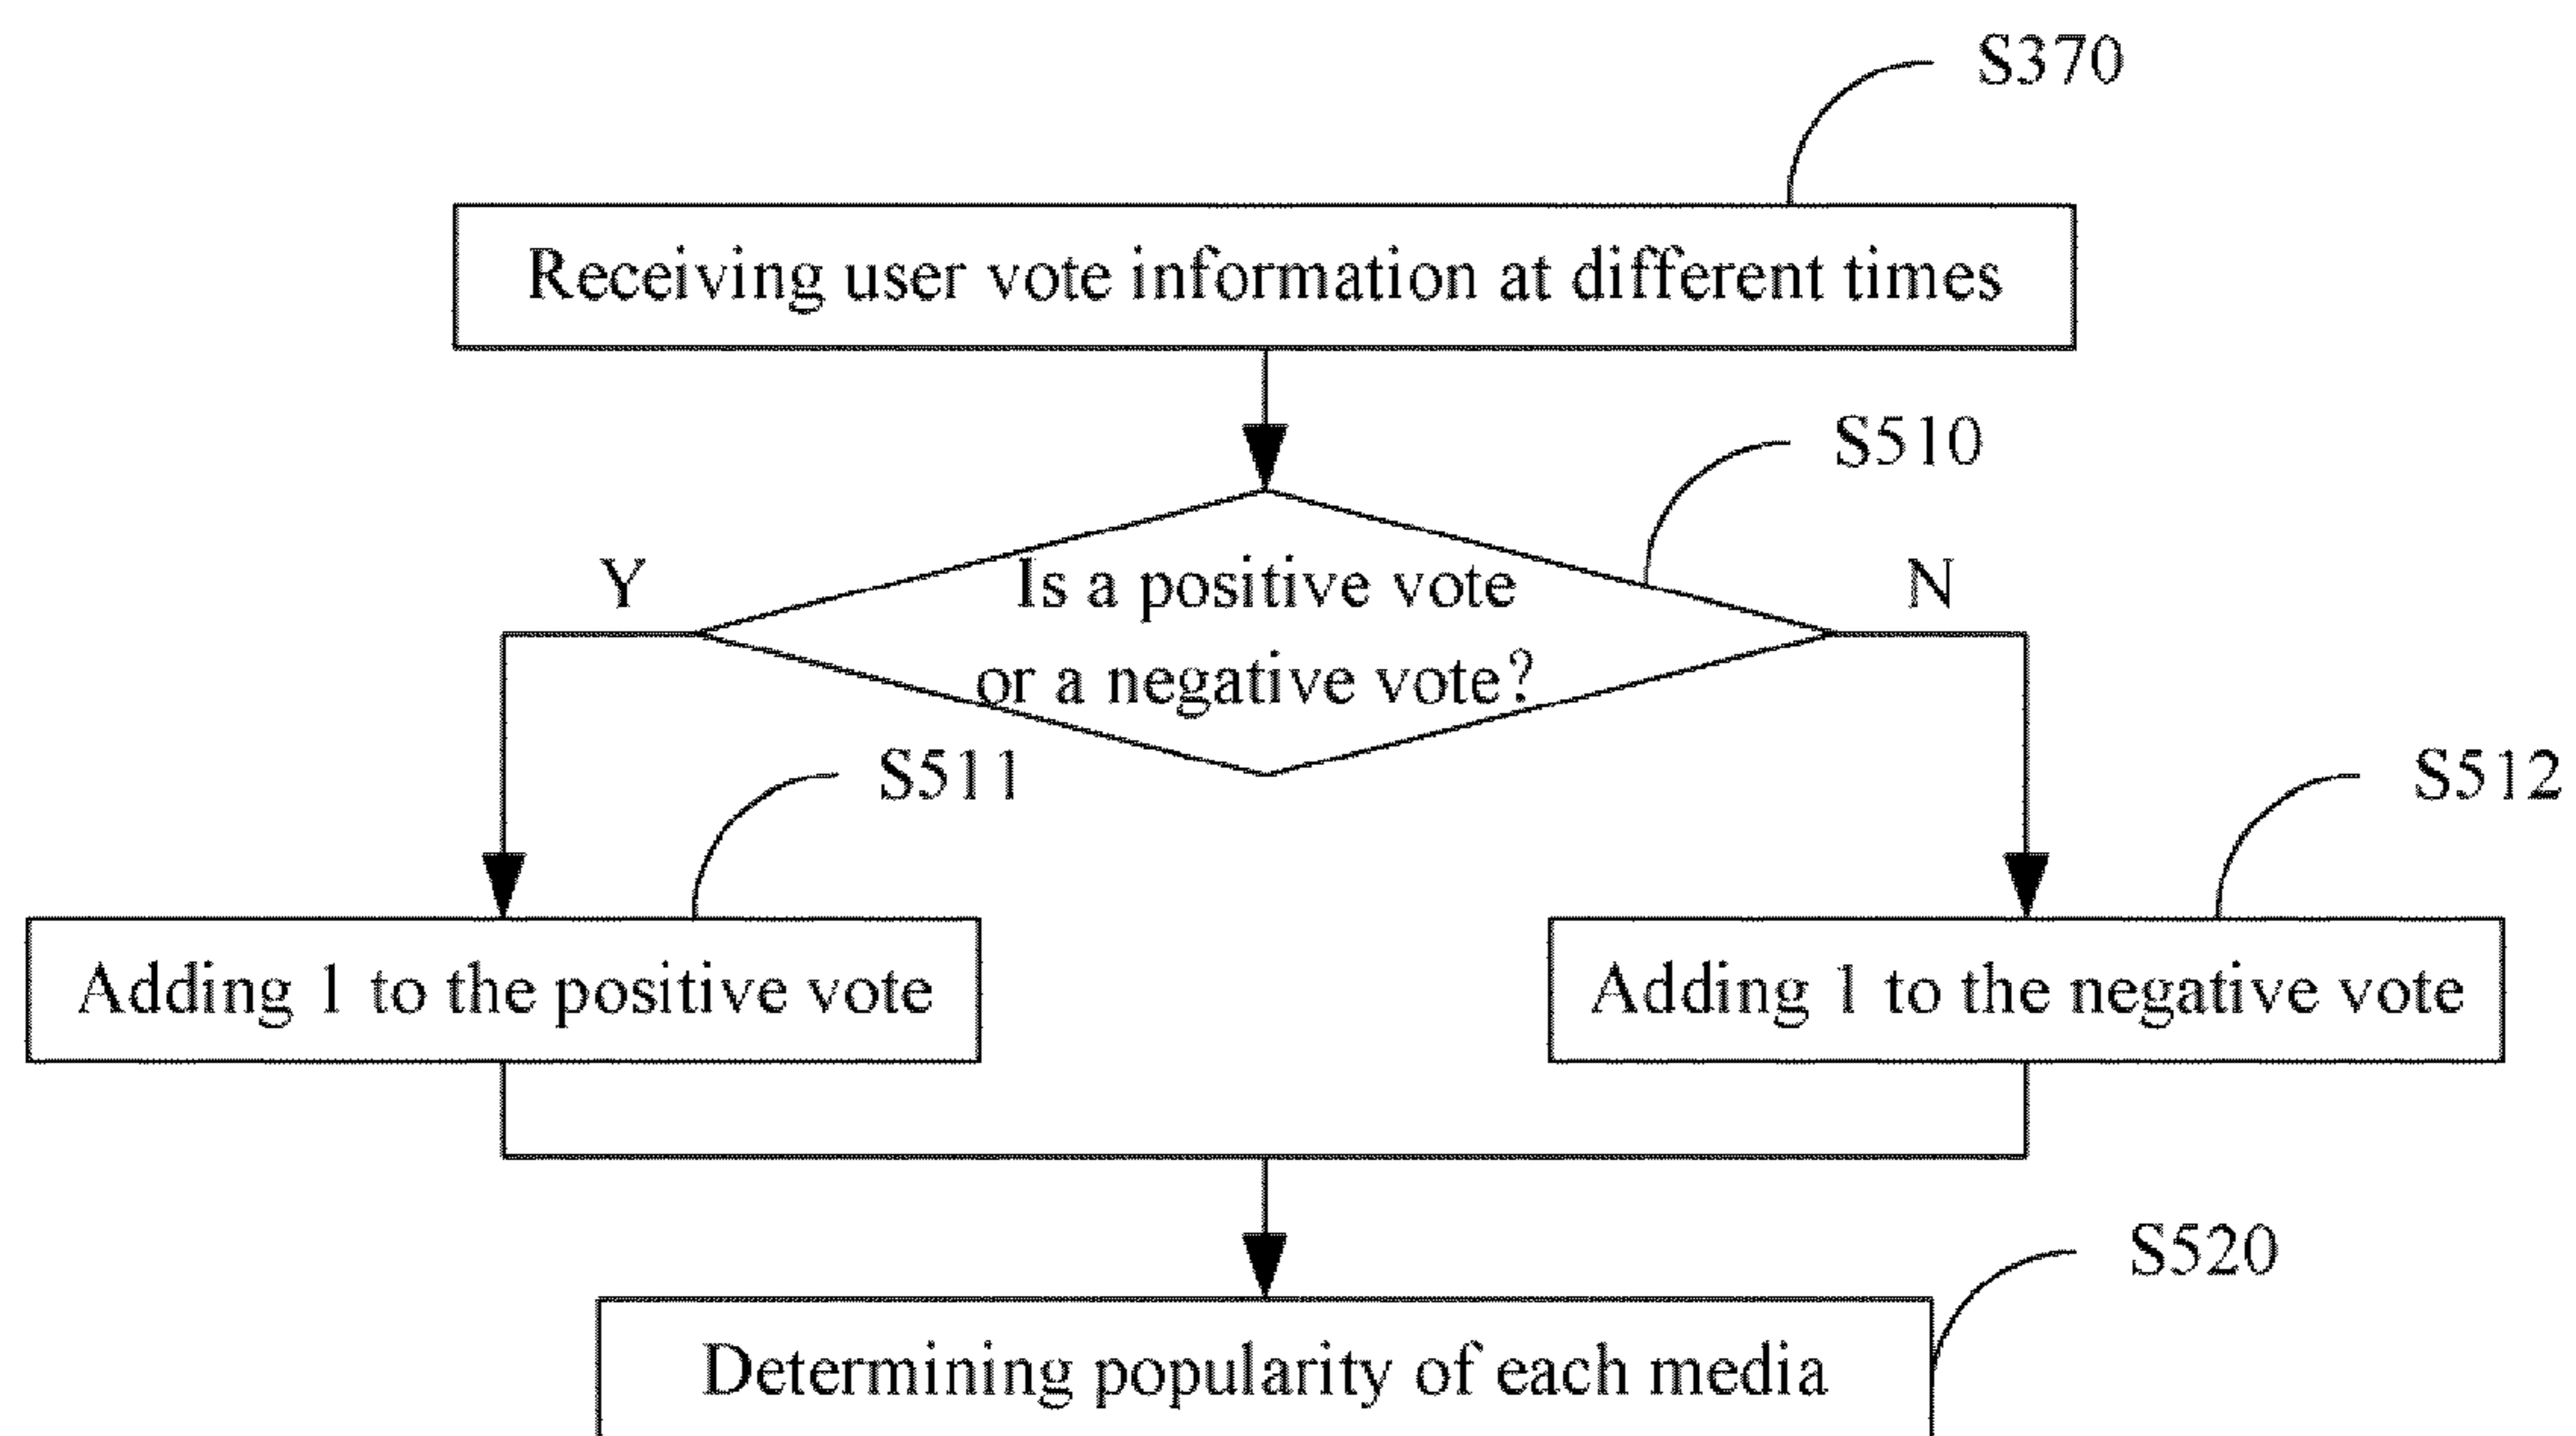 S370
Receiving user vote information at different times
S510
Y
Is a positive vote
N
or a negative vote?
S511
S512
Adding 1 to the positive vote
Adding 1 to the negative vote
S520
Determining popularity of each media